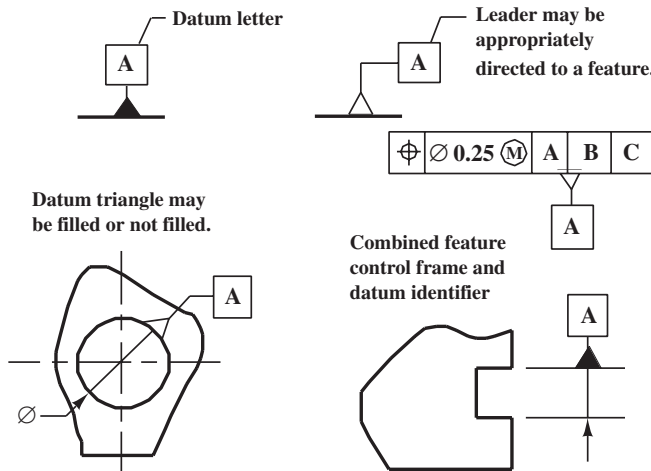 Datum letter
A
Leader may be
appropriately
directed to a feature.
A
⌖ ∅ 0.25 Ⓜ A B C
A
Datum triangle may
be filled or not filled.
A
∅
Combined feature
control frame and
datum identifier
A